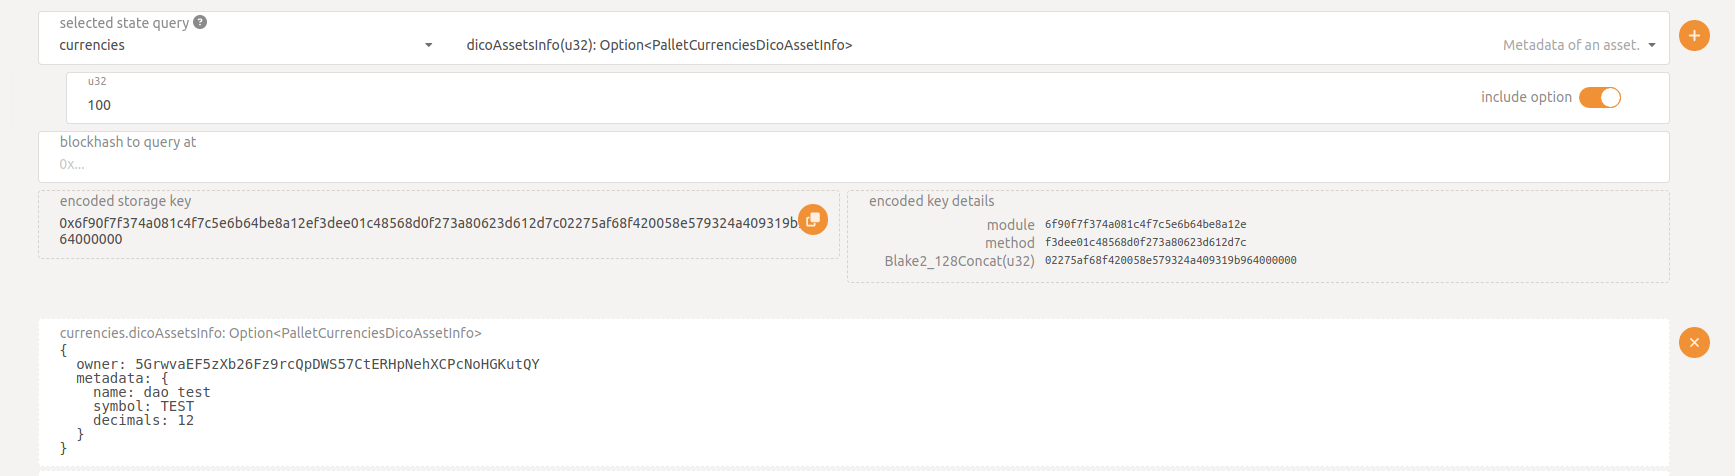 selected state query ?
currencies
dicoAssetsInfo(u32): Option<PalletCurrenciesDicoAssetInfo>
Metadata of an asset.
u32
100
include option
blockhash to query at
0x...
encoded storage key
0x6f90f7f374a081c4f7c5e6b64be8a12ef3dee01c48568d0f273a80623d612d7c02275af68f420058e579324a409319b
64000000
encoded key details
module 6f90f7f374a081c4f7c5e6b64be8a12e
method f3dee01c48568d0f273a80623d612d7c
Blake2_128Concat(u32) 02275af68f420058e579324a409319b964000000
currencies.dicoAssetsInfo: Option<PalletCurrenciesDicoAssetInfo>
{
owner: 5GrwvaEF5zXb26Fz9rcQpDWS57CtERHpNehXCPcNoHGKutQY
metadata: {
name: dao test
symbol: TEST
decimals: 12
}
}